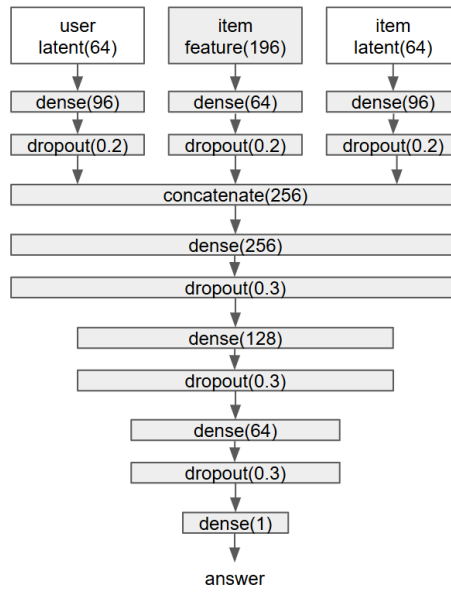 user
latent(64)
item
feature(196)
item
latent(64)
dense(96)
dense(64)
dense(96)
dropout(0.2)
dropout(0.2)
dropout(0.2)
concatenate(256)
dense(256)
dropout(0.3)
dense(128)
dropout(0.3)
dense(64)
dropout(0.3)
dense(1)
answer